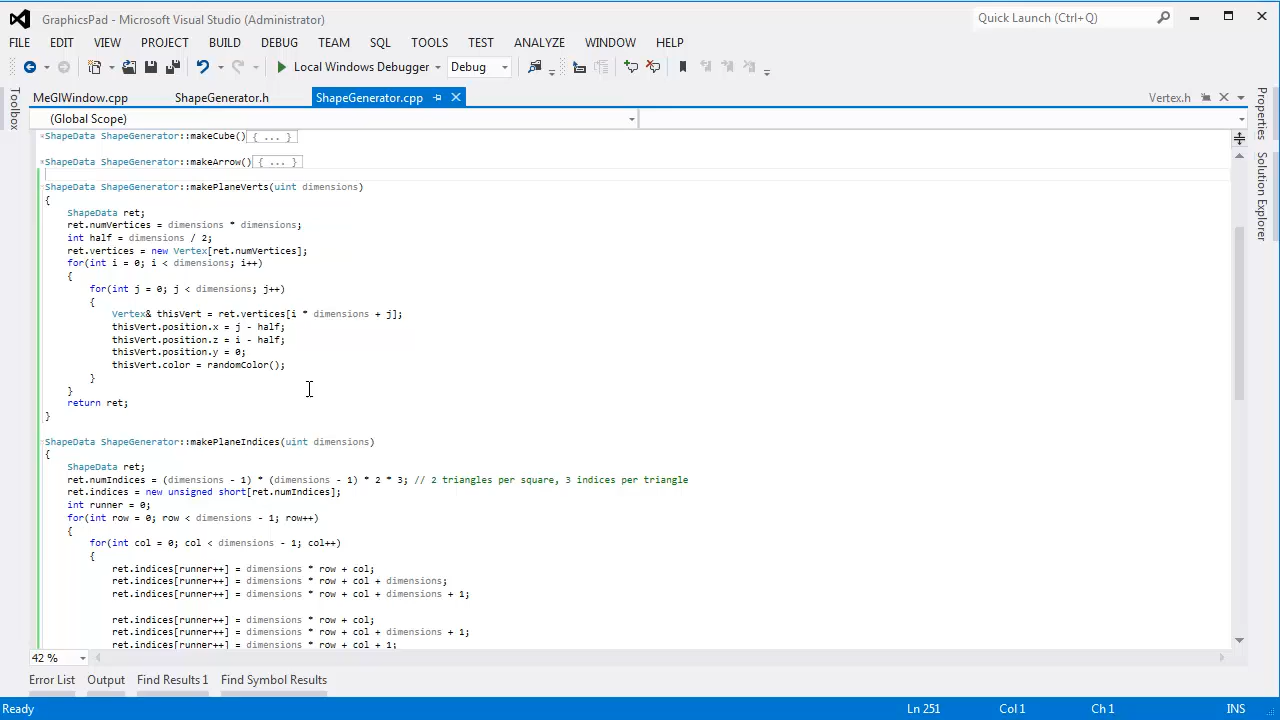 GraphicsPad - Microsoft Visual Studio (Administrator)
Quick Launch (Ctrl+Q)
FILE EDIT VIEW PROJECT BUILD DEBUG TEAM SQL TOOLS TEST ANALYZE WINDOW HELP
Local Windows Debugger Debug
Toolbox
MeGlWindow.cpp ShapeGenerator.h ShapeGenerator.cpp Vertex.h
Properties
Solution Explorer
(Global Scope)
ShapeData ShapeGenerator::makeCube() { ... }
ShapeData ShapeGenerator::makeArrow() { ... }
ShapeData ShapeGenerator::makePlaneVerts(uint dimensions)
{
ShapeData ret;
ret.numVertices = dimensions * dimensions;
int half = dimensions / 2;
ret.vertices = new Vertex[ret.numVertices];
for(int i = 0; i < dimensions; i++)
{
for(int j = 0; j < dimensions; j++)
{
Vertex& thisVert = ret.vertices[i * dimensions + j];
thisVert.position.x = j - half;
thisVert.position.z = i - half;
thisVert.position.y = 0;
thisVert.color = randomColor();
}
}
return ret;
}
ShapeData ShapeGenerator::makePlaneIndices(uint dimensions)
{
ShapeData ret;
ret.numIndices = (dimensions - 1) * (dimensions - 1) * 2 * 3; // 2 triangles per square, 3 indices per triangle
ret.indices = new unsigned short[ret.numIndices];
int runner = 0;
for(int row = 0; row < dimensions - 1; row++)
{
for(int col = 0; col < dimensions - 1; col++)
{
ret.indices[runner++] = dimensions * row + col;
ret.indices[runner++] = dimensions * row + col + dimensions;
ret.indices[runner++] = dimensions * row + col + dimensions + 1;
ret.indices[runner++] = dimensions * row + col;
ret.indices[runner++] = dimensions * row + col + dimensions + 1;
ret.indices[runner++] = dimensions * row + col + 1;
42 %
Error List Output Find Results 1 Find Symbol Results
Ready Ln 251 Col 1 Ch 1 INS